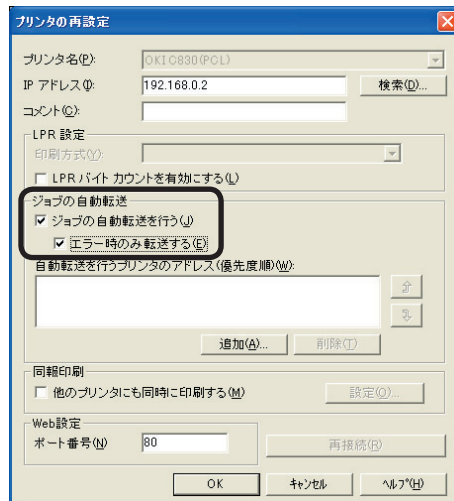 プリンタの再設定
プリンタ名(P): OKI C830(PCL)
IP アドレス(I): 192.168.0.2 検索(D)...
コメント(C):
LPR 設定
印刷方式(Y):
LPR バイト カウントを有効にする(L)
ジョブの自動転送
ジョブの自動転送を行う(J)
エラー時のみ転送する(E)
自動転送を行うプリンタのアドレス(優先度順)(W):
追加(A)... 削除(T)
同報印刷
他のプリンタにも同時に印刷する(M) 設定(O)...
Web設定
ポート番号(N) 80 再接続(R)
OK キャンセル ヘルプ(H)